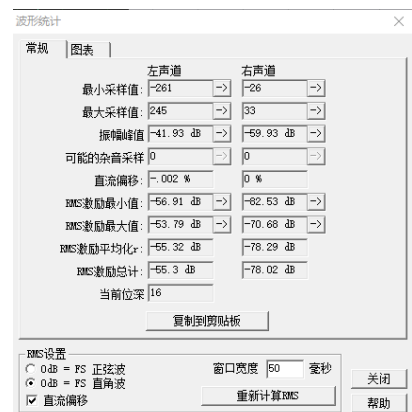 波形统计
常规 图表
左声道 右声道
最小采样值: -261 -> -26 ->
最大采样值: 245 -> 33 ->
振幅峰值 -41.93 dB -> -59.93 dB ->
可能的杂音采样 0 -> 0 ->
直流偏移: -.002 % 0 %
RMS激励最小值: -56.91 dB -> -82.53 dB ->
RMS激励最大值: -53.79 dB -> -70.68 dB ->
RMS激励平均化r: -55.32 dB -78.29 dB
RMS激励总计: -55.3 dB -78.02 dB
当前位深 16
复制到剪贴板
RMS设置
0dB = FS 正弦波 窗口宽度 50 毫秒
0dB = FS 直角波
直流偏移 重新计算RMS
关闭
帮助